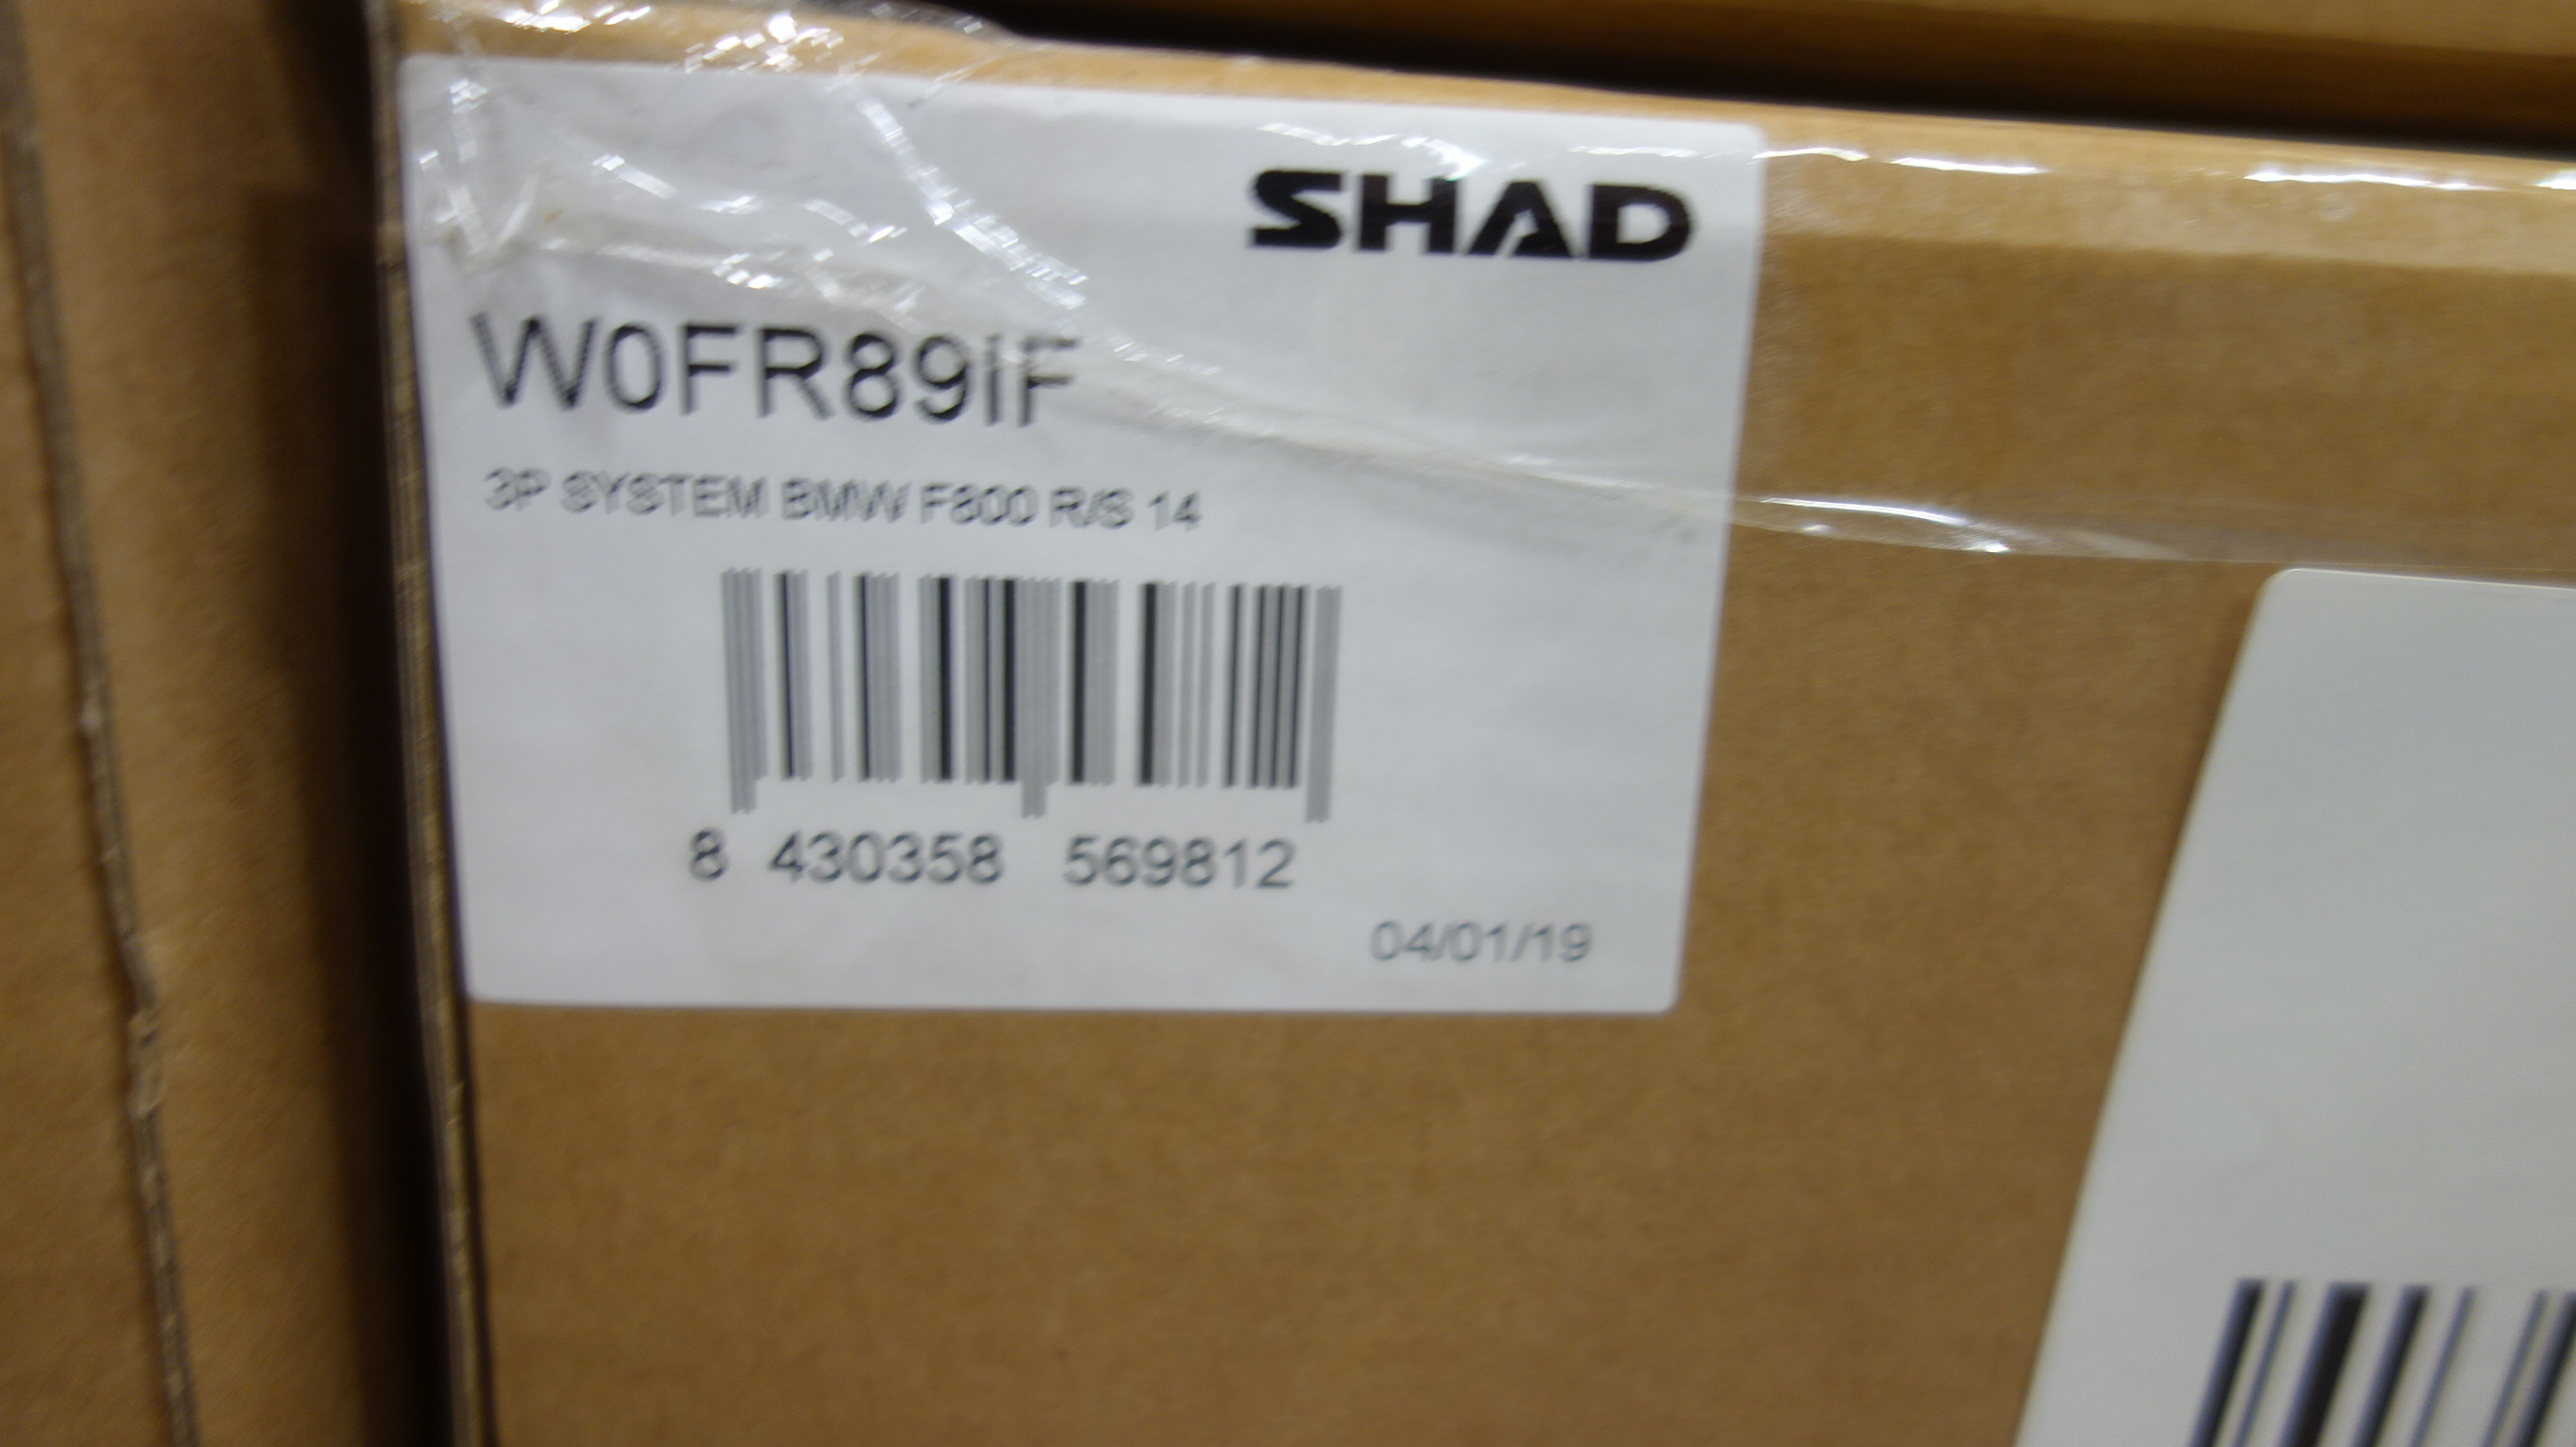 SHAD
W0FR89IF
3P SYSTEM BMW F800 R/S 14
8 430358 569812
04/01/19